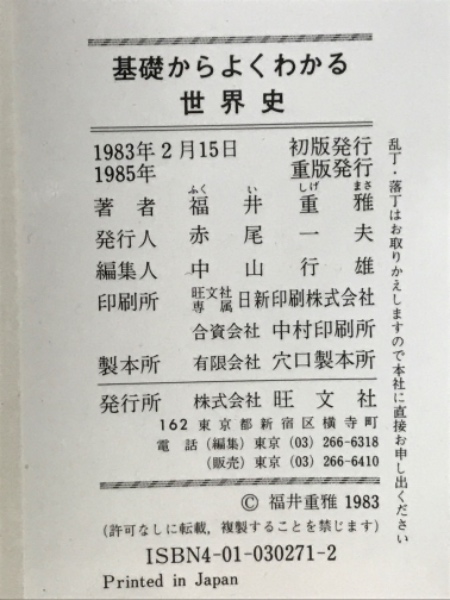 基礎からよくわかる
世界史
1983年2月15日 初版発行
1985年 重版発行
ふく い しげ まさ
著者 福井重雅
発行人 赤尾一夫
編集人 中山行雄
印刷所 旺文社専属 日新印刷株式会社
合資会社 中村印刷所
製本所 有限会社 穴口製本所
発行所 株式会社 旺文社
162 東京都新宿区横寺町
電話 (編集) 東京 (03) 266-6318
(販売) 東京 (03) 266-6410
© 福井重雅 1983
(許可なしに転載，複製することを禁じます)
ISBN4-01-030271-2
Printed in Japan
乱丁・落丁はお取りかえしますので本社に直接お申し出ください